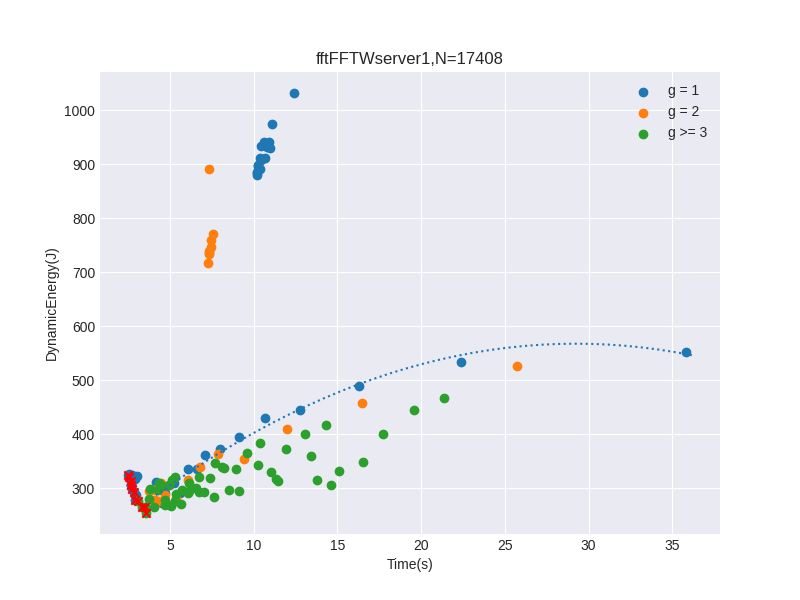 fftFFTWserver1,N=17408
g = 1
g = 2
g >= 3
1000
900
800
700
600
500
400
300
DynamicEnergy(J)
5
10
15
20
25
30
35
Time(s)